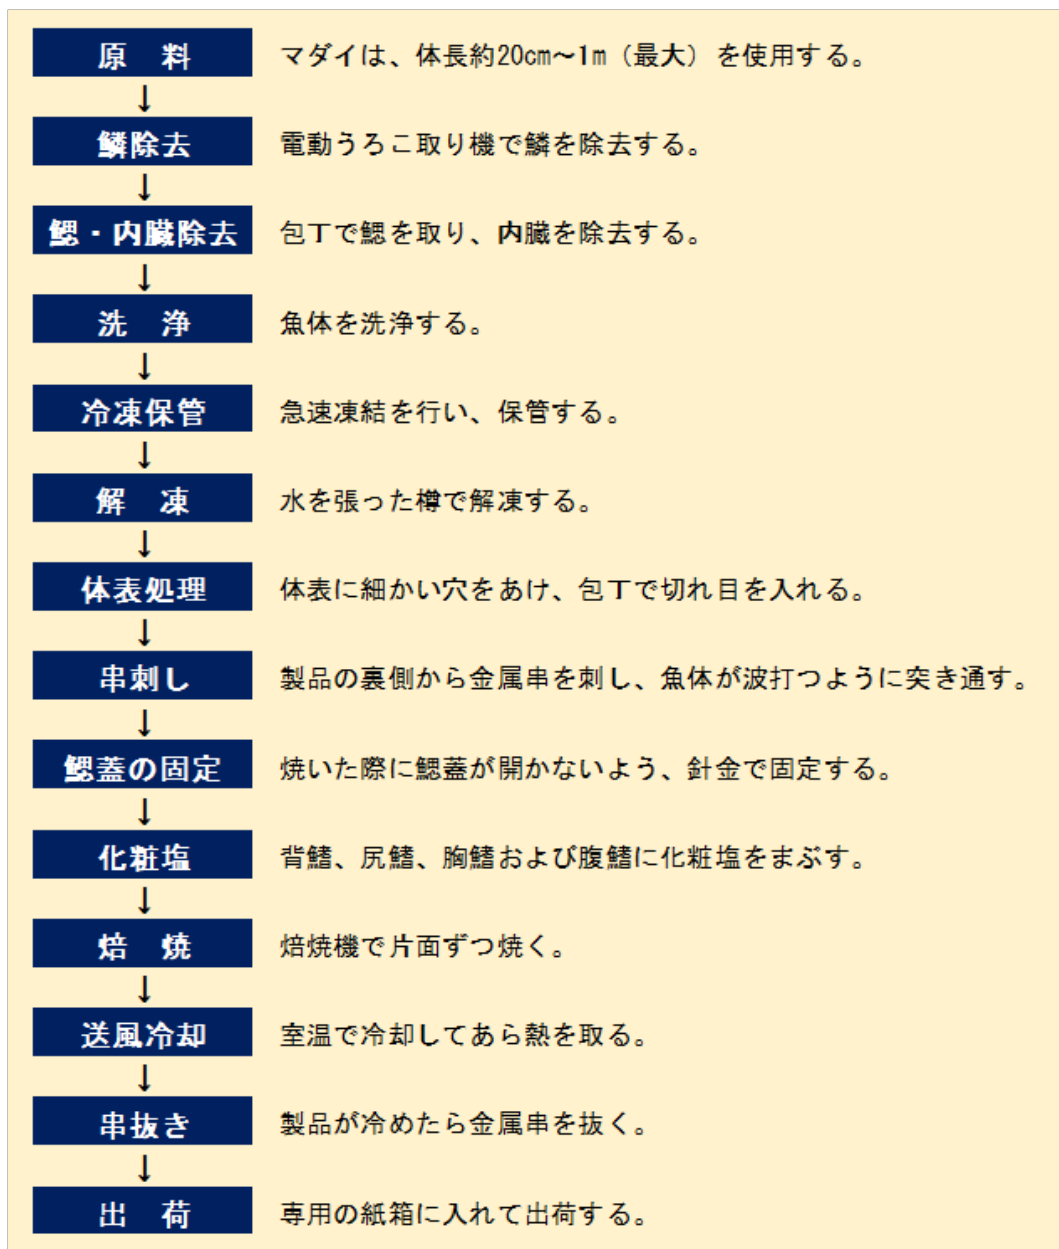 原　料　マダイは、体長約20cm～1m（最大）を使用する。
↓
鱗除去　電動うろこ取り機で鱗を除去する。
↓
鰓・内臓除去　包丁で鰓を取り、内臓を除去する。
↓
洗　浄　魚体を洗浄する。
↓
冷凍保管　急速凍結を行い、保管する。
↓
解　凍　水を張った樽で解凍する。
↓
体表処理　体表に細かい穴をあけ、包丁で切れ目を入れる。
↓
串刺し　製品の裏側から金属串を刺し、魚体が波打つように突き通す。
↓
鰓蓋の固定　焼いた際に鰓蓋が開かないよう、針金で固定する。
↓
化粧塩　背鰭、尻鰭、胸鰭および腹鰭に化粧塩をまぶす。
↓
焙　焼　焙焼機で片面ずつ焼く。
↓
送風冷却　室温で冷却してあら熱を取る。
↓
串抜き　製品が冷めたら金属串を抜く。
↓
出　荷　専用の紙箱に入れて出荷する。